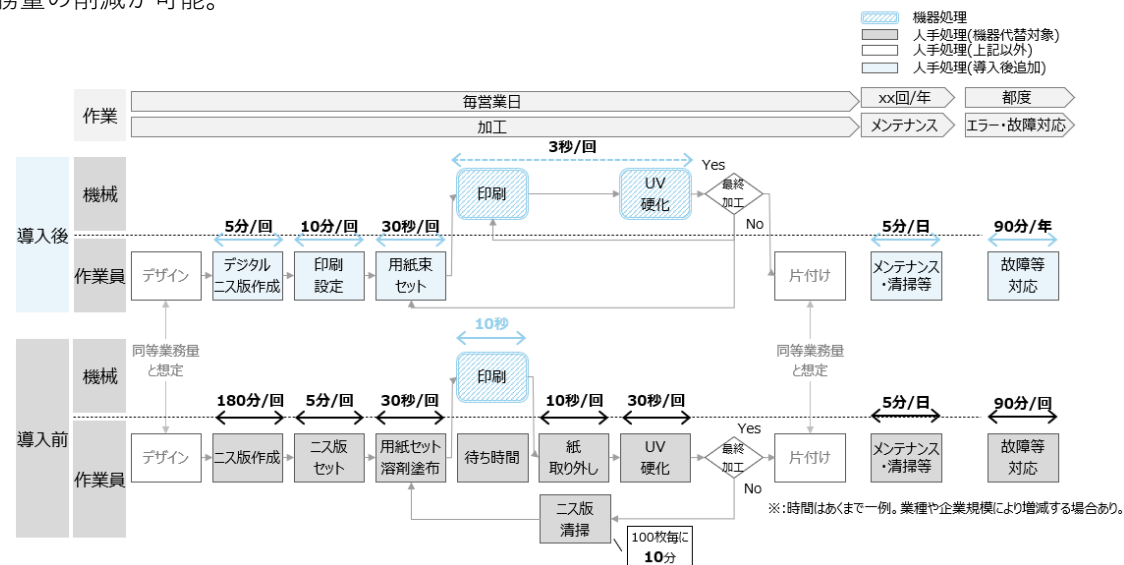 務量の削減が可能。
機器処理
人手処理(機器代替対象)
人手処理(上記以外)
人手処理(導入後追加)
作業
毎営業日
xx回/年
都度
加工
メンテナンス
エラー・故障対応
導入後
機械
3秒/回
印刷
UV
硬化
Yes
最終
加工
No
作業員
5分/回
10分/回
30秒/回
5分/日
90分/年
デザイン
デジタル
ニス版作成
印刷
設定
用紙束
セット
片付け
メンテナンス
・清掃等
故障等
対応
同等業務量
と想定
同等業務量
と想定
導入前
機械
10秒
印刷
作業員
180分/回
5分/回
30秒/回
10秒/回
30秒/回
5分/日
90分/回
デザイン
ニス版作成
ニス版
セット
用紙セット
溶剤塗布
待ち時間
紙
取り外し
UV
硬化
Yes
最終
加工
No
片付け
メンテナンス
・清掃等
故障等
対応
ニス版
清掃
100枚毎に
10分
※:時間はあくまで一例。業種や企業規模により増減する場合あり。